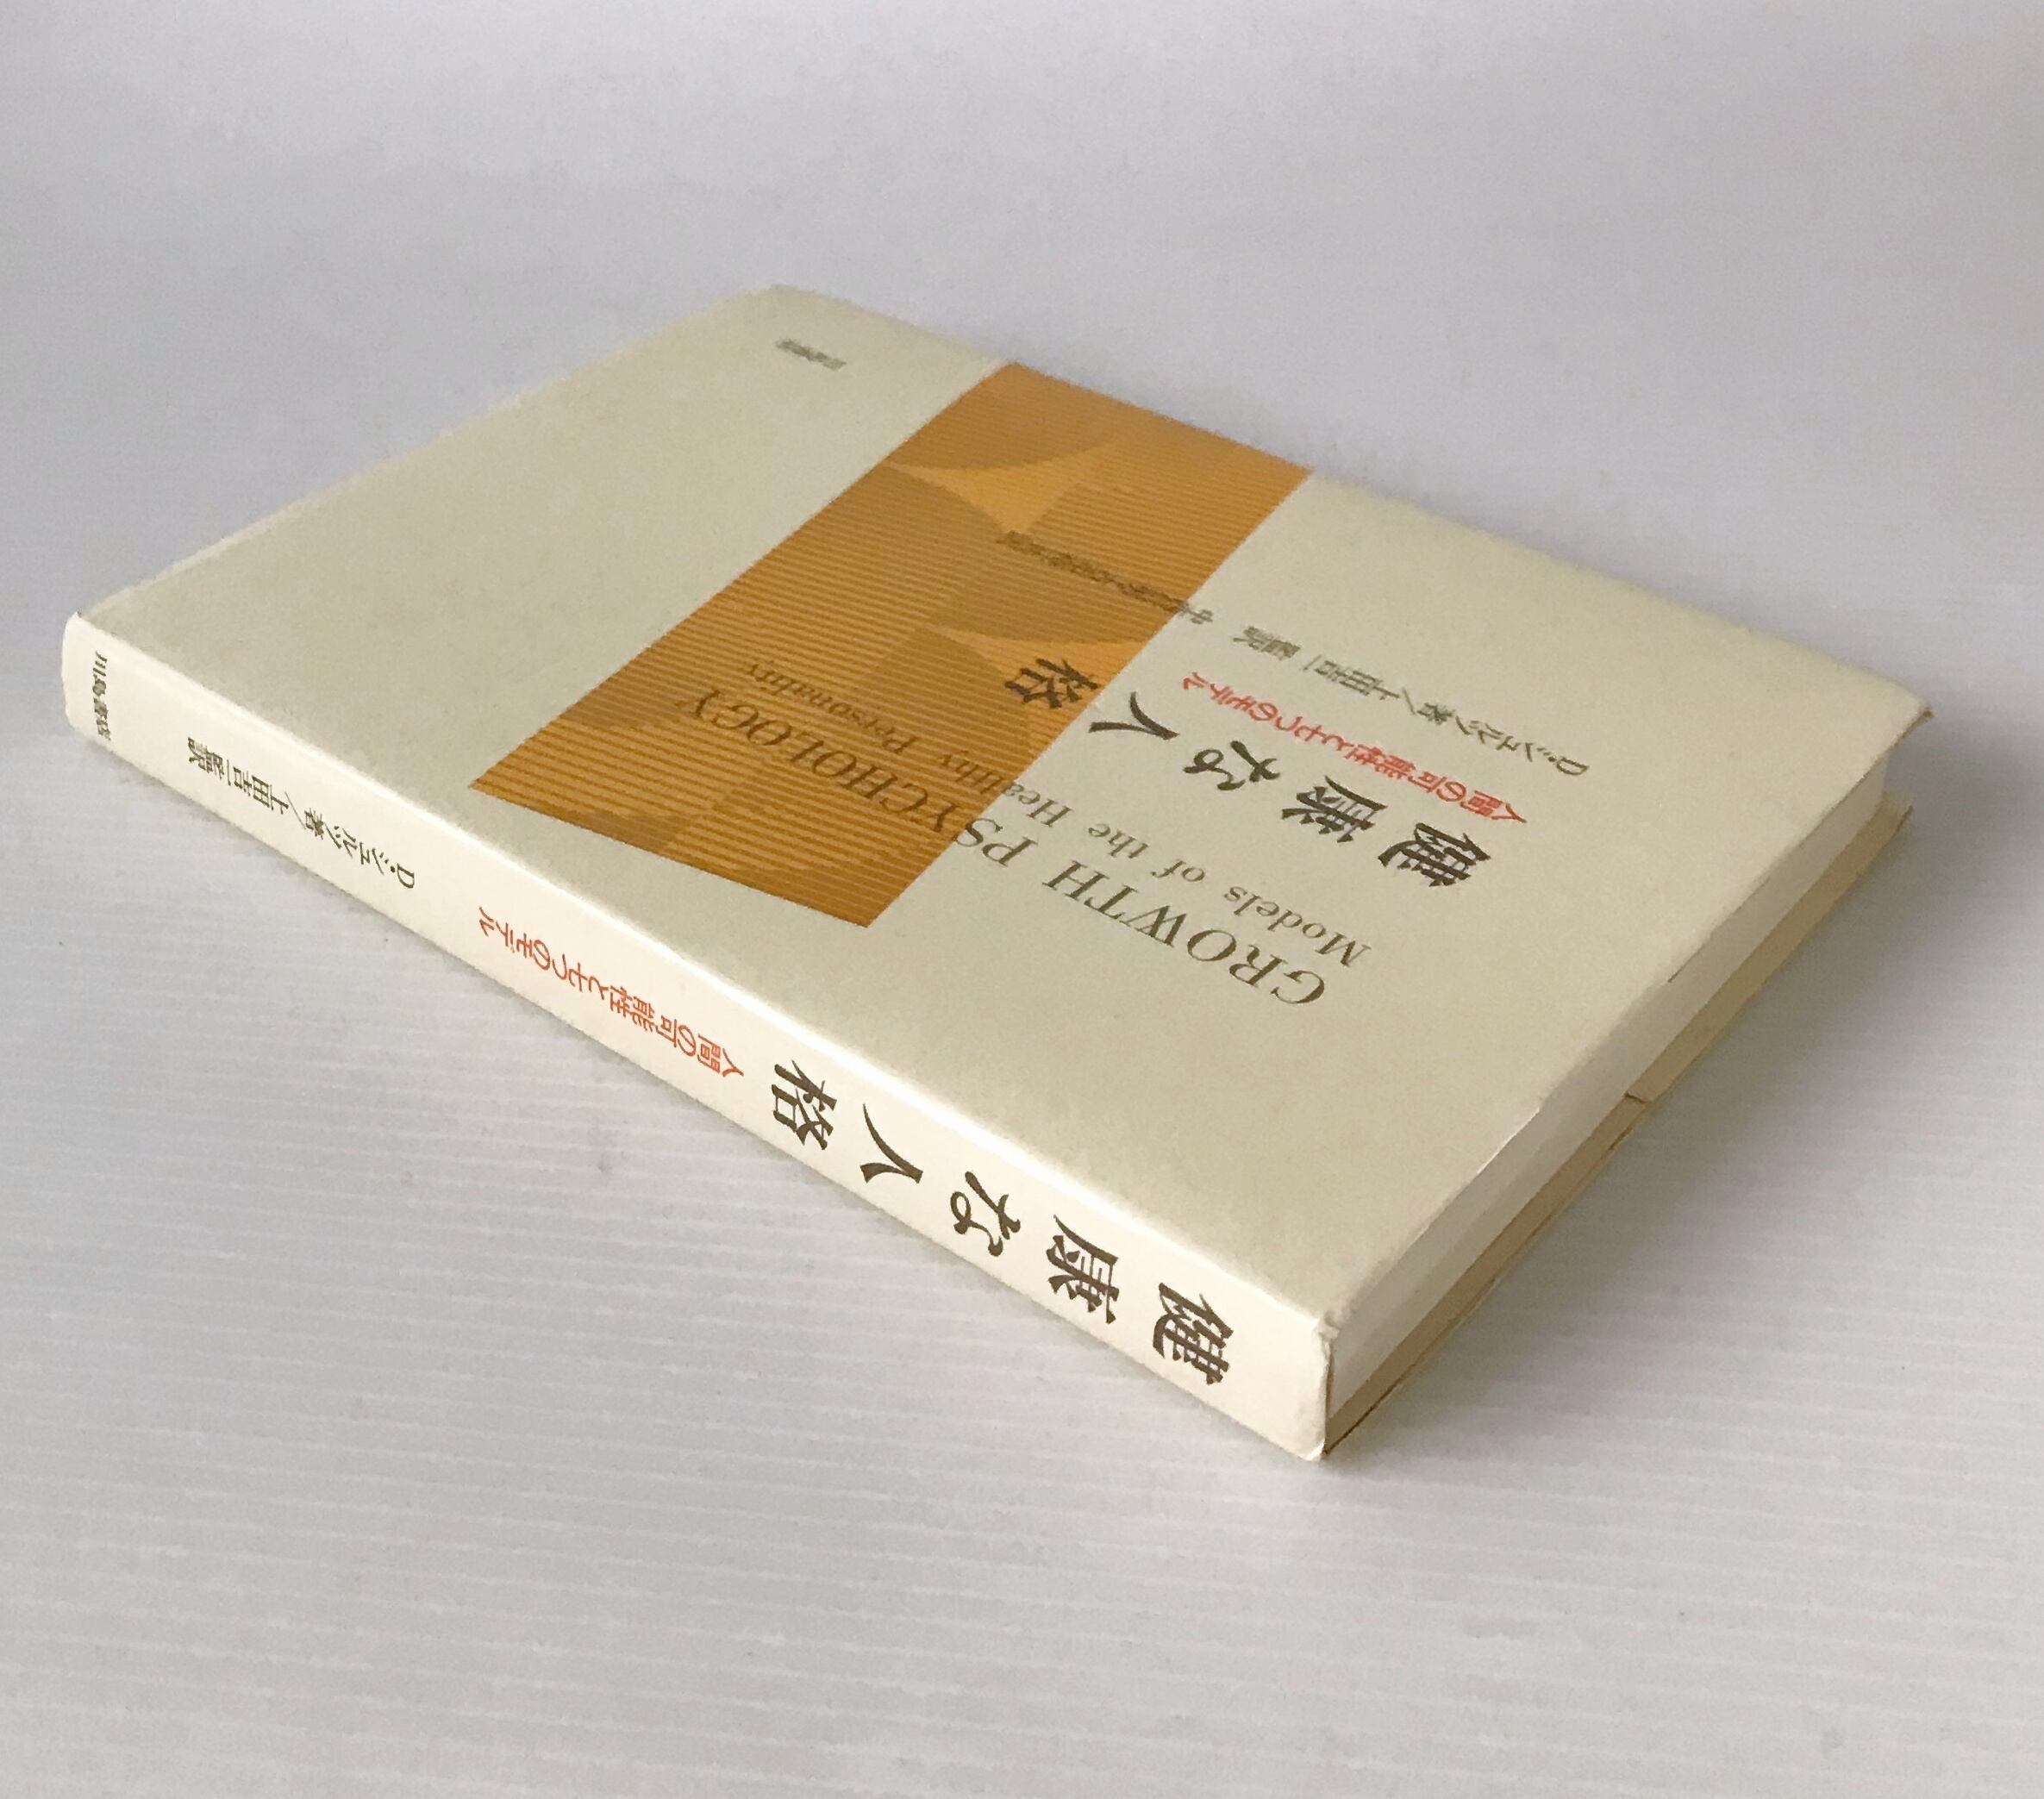 GROWTH PSYCHOLOGY
Models of the Healthy Personality
健康な人格
人間の可能性と七つのモデル
D・シュルツ著／上田吉一 監訳
健康な人格
人間の可能性と七つのモデル
D・シュルツ 著／上田吉一監訳
川島書店